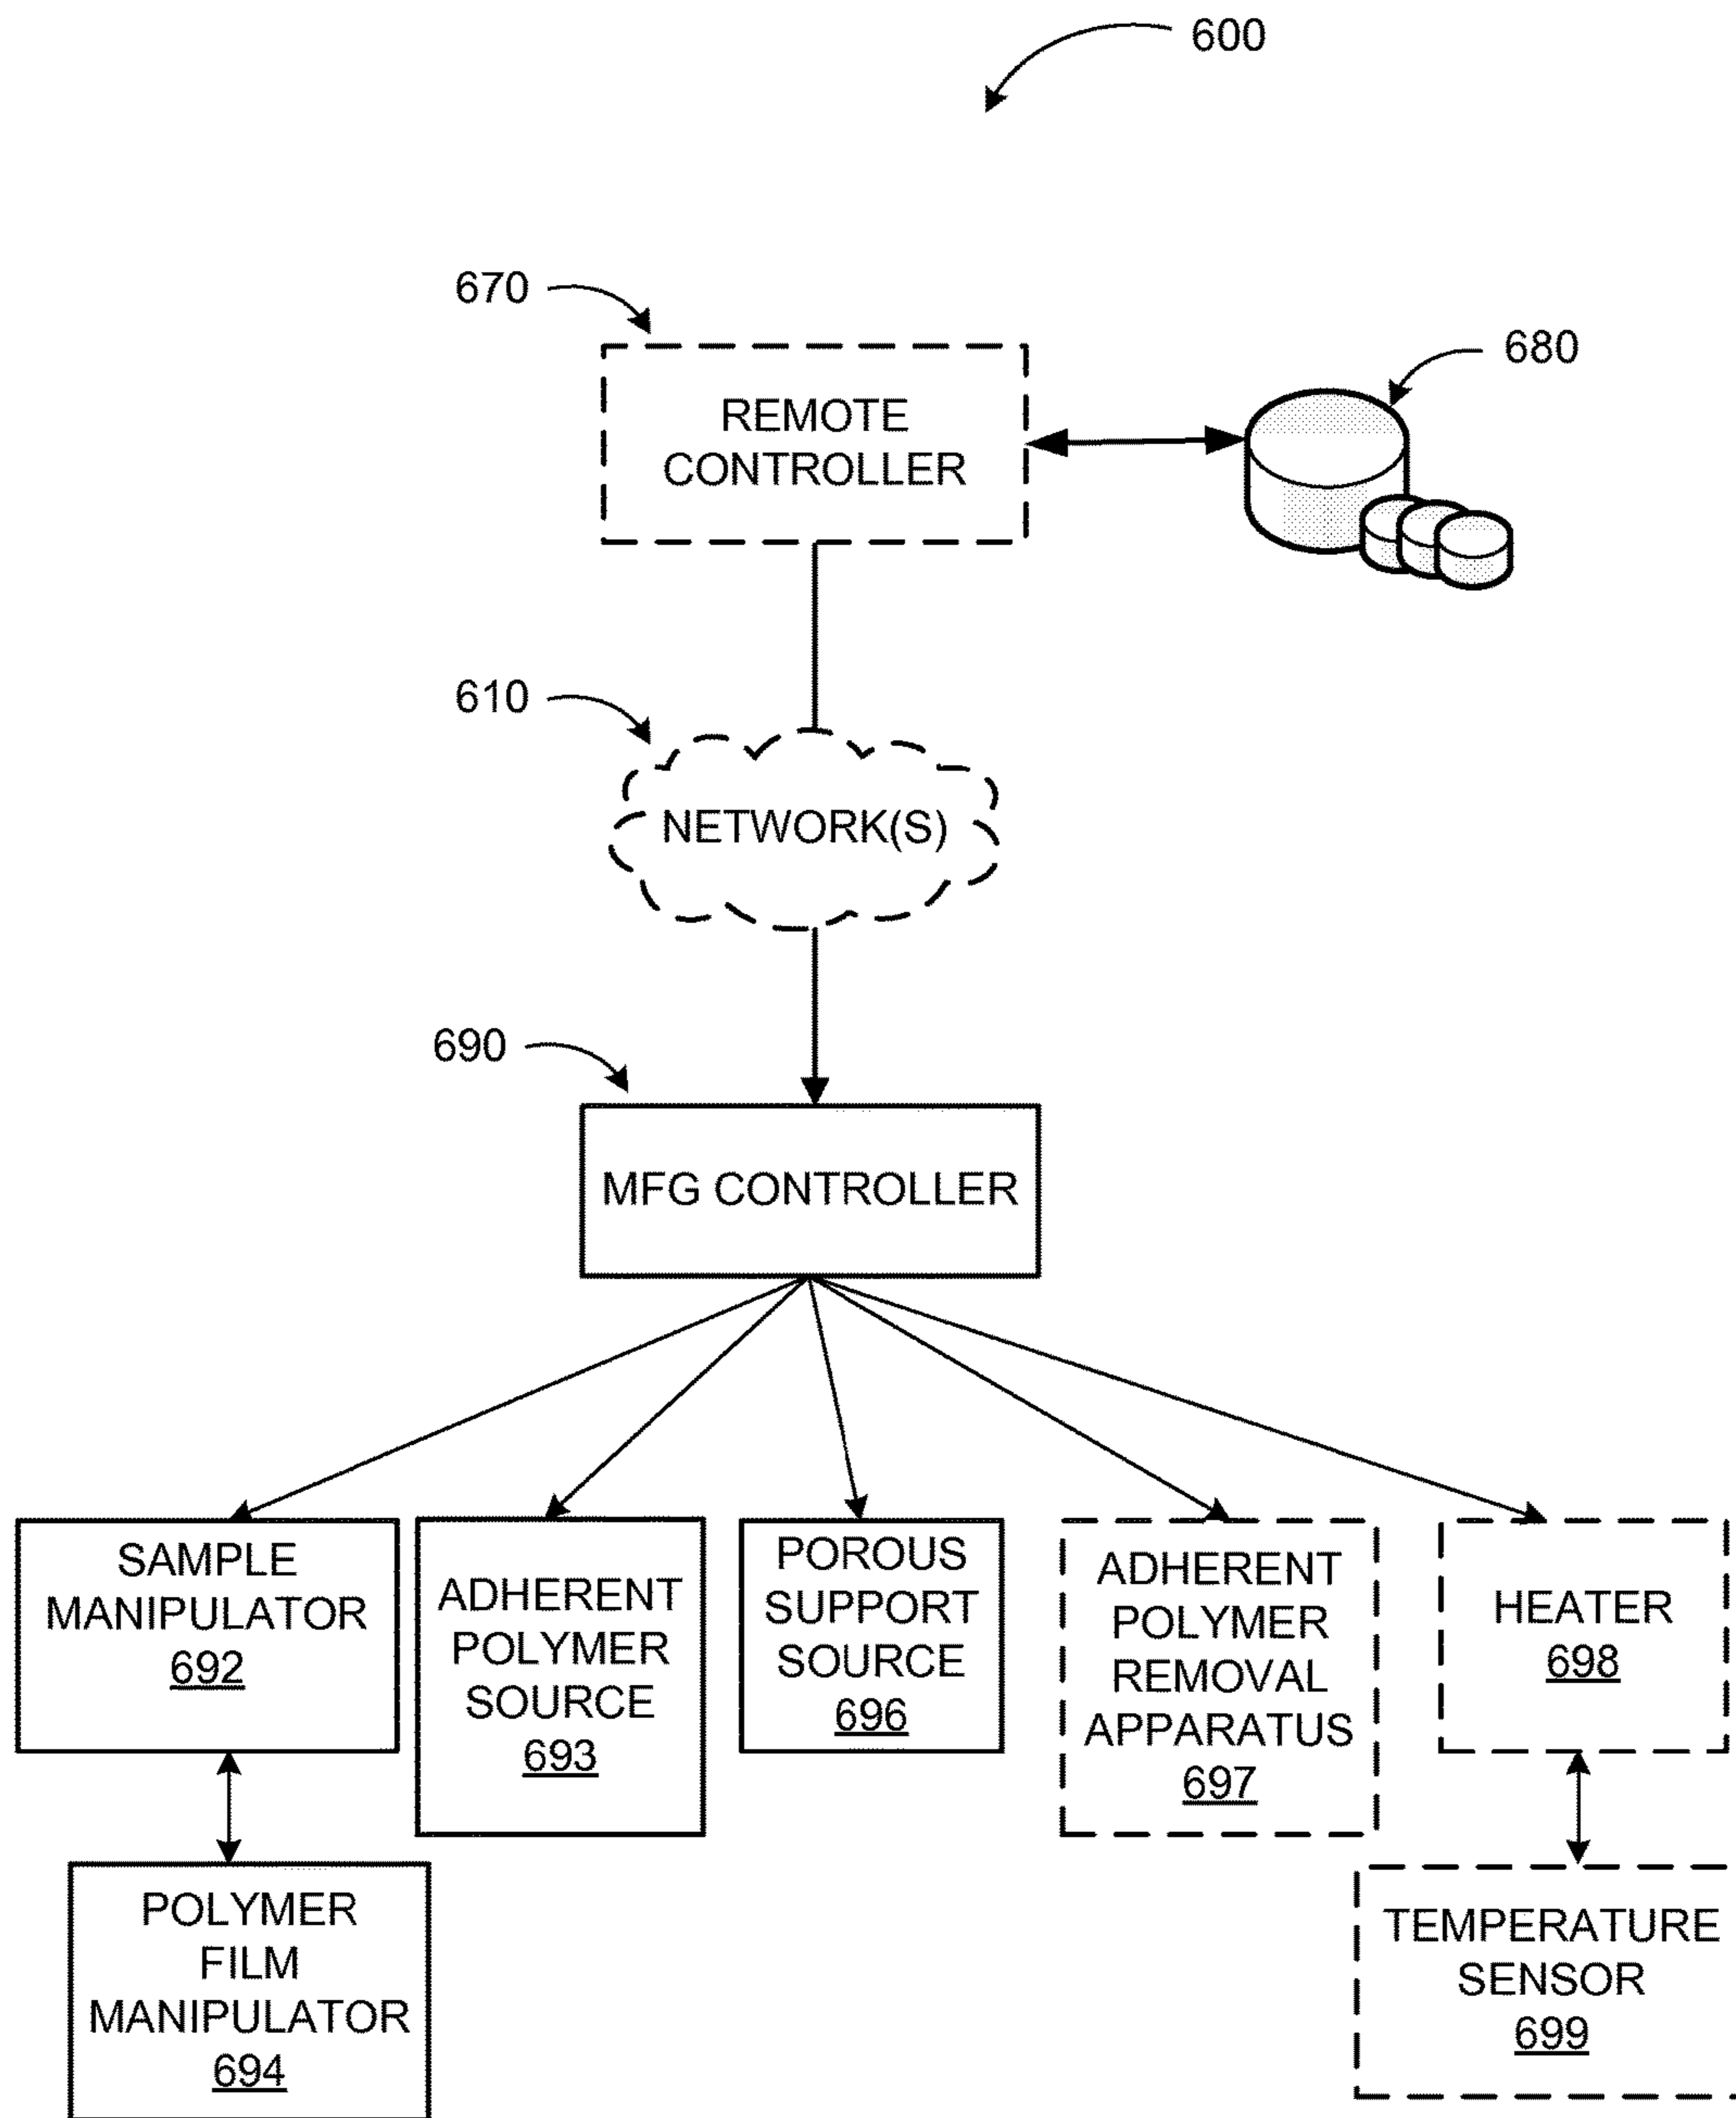 600
670
680
REMOTE
CONTROLLER
610
NETWORK(S)
690
MFG CONTROLLER
SAMPLE
MANIPULATOR
692
ADHERENT
POLYMER
SOURCE
693
POROUS
SUPPORT
SOURCE
696
ADHERENT
POLYMER
REMOVAL
APPARATUS
697
HEATER
698
POLYMER
FILM
MANIPULATOR
694
TEMPERATURE
SENSOR
699